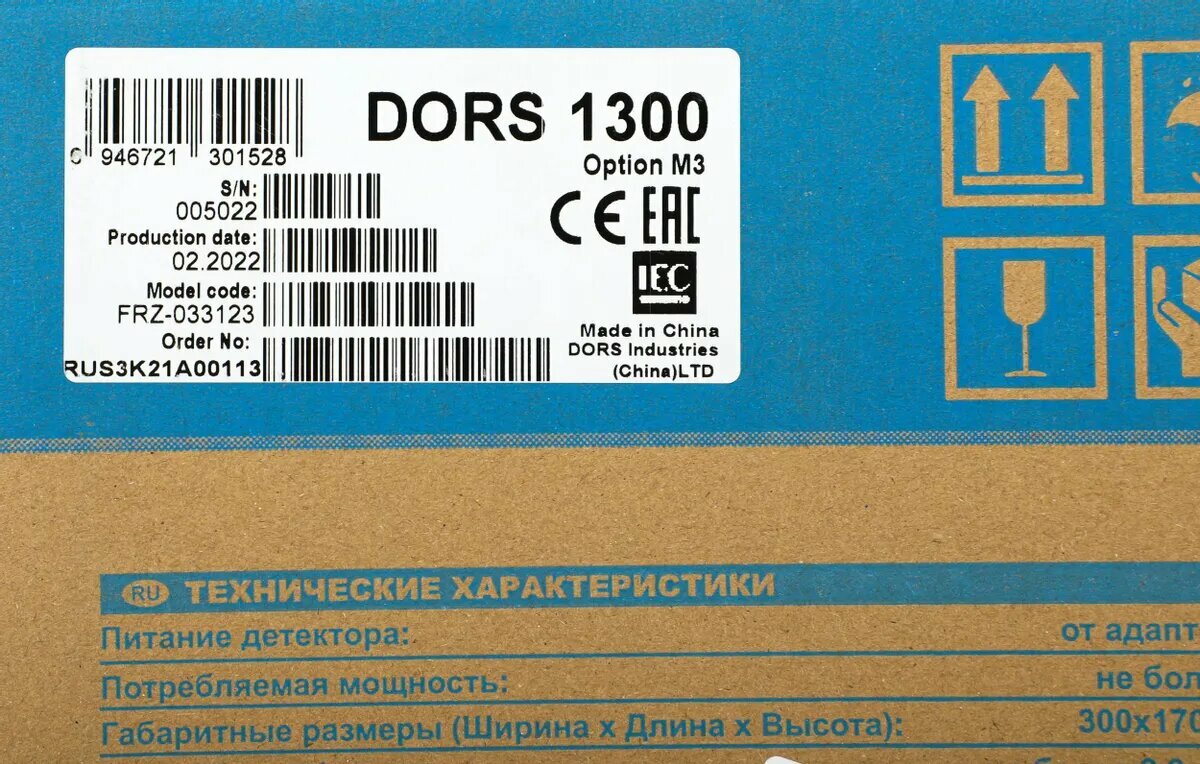 DORS 1300
Option M3
946721 301528
S/N:
005022
CE EAC
Production date:
02.2022
IEC
Model code:
FRZ-033123
Made in China
Order No:
DORS Industries
RUS3K21A00113
(China)LTD
RU ТЕХНИЧЕСКИЕ ХАРАКТЕРИСТИКИ
Питание детектора: от адапт
Потребляемая мощность: не бол
Габаритные размеры (Ширина х Длина х Высота): 300х170